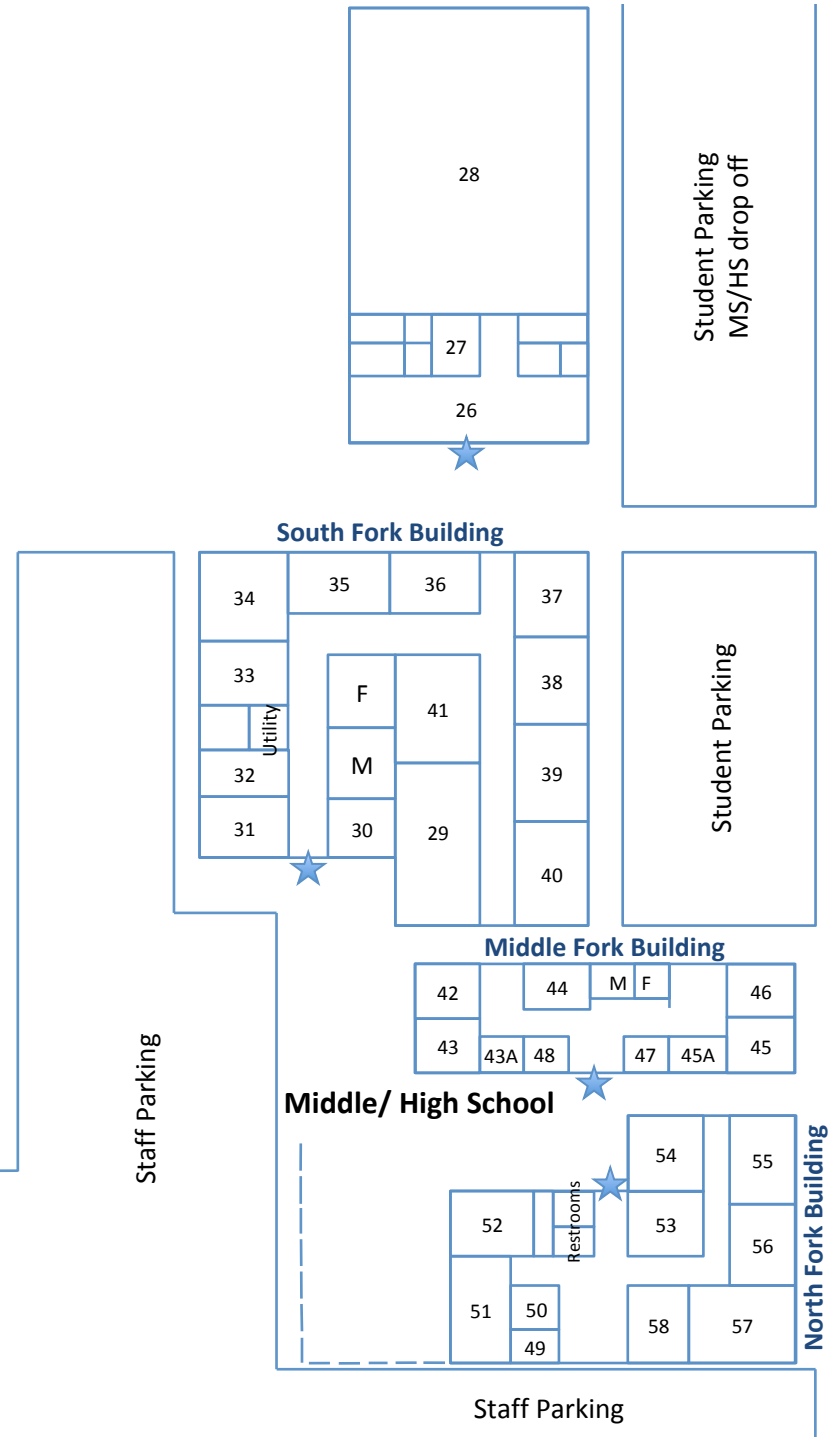 28
Student Parking
MS/HS drop off
27
26
South Fork Building
34
35
36
37
33
F
41
38
Utility
M
32
39
Student Parking
31
30
29
40
Middle Fork Building
42
44
M
F
46
43
43A
48
47
45A
45
Staff Parking
Middle/ High School
54
55
52
Restrooms
53
56
North Fork Building
51
50
58
57
49
Staff Parking